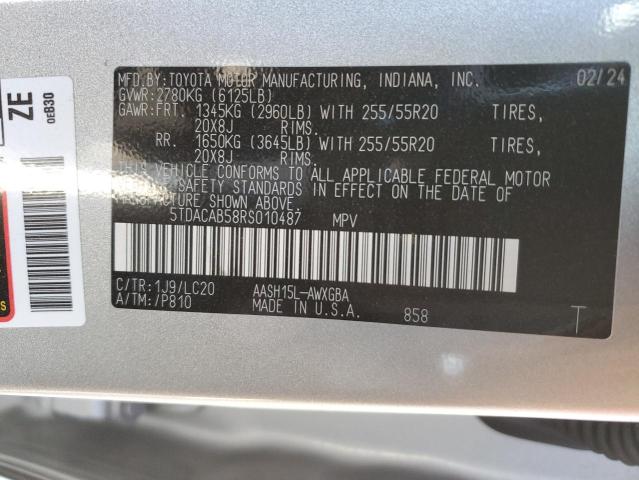 MFD.BY:TOYOTA MOTOR MANUFACTURING, INDIANA, INC. 02/24
GVWR:2780KG (6125LB)
GAWR:FRT. 1345KG (2960LB) WITH 255/55R20 TIRES,
20X8J RIMS.
RR. 1650KG (3645LB) WITH 255/55R20 TIRES,
20X8J RIMS.
THIS VEHICLE CONFORMS TO ALL APPLICABLE FEDERAL MOTOR
VEHICLE SAFETY STANDARDS IN EFFECT ON THE DATE OF
MANUFACTURE SHOWN ABOVE.
5TDACAB58RS010487 MPV
C/TR:1J9/LC20 AASH15L-AWXGBA
A/TM:/P810 MADE IN U.S.A. 858 T
ZE
0EB30
S